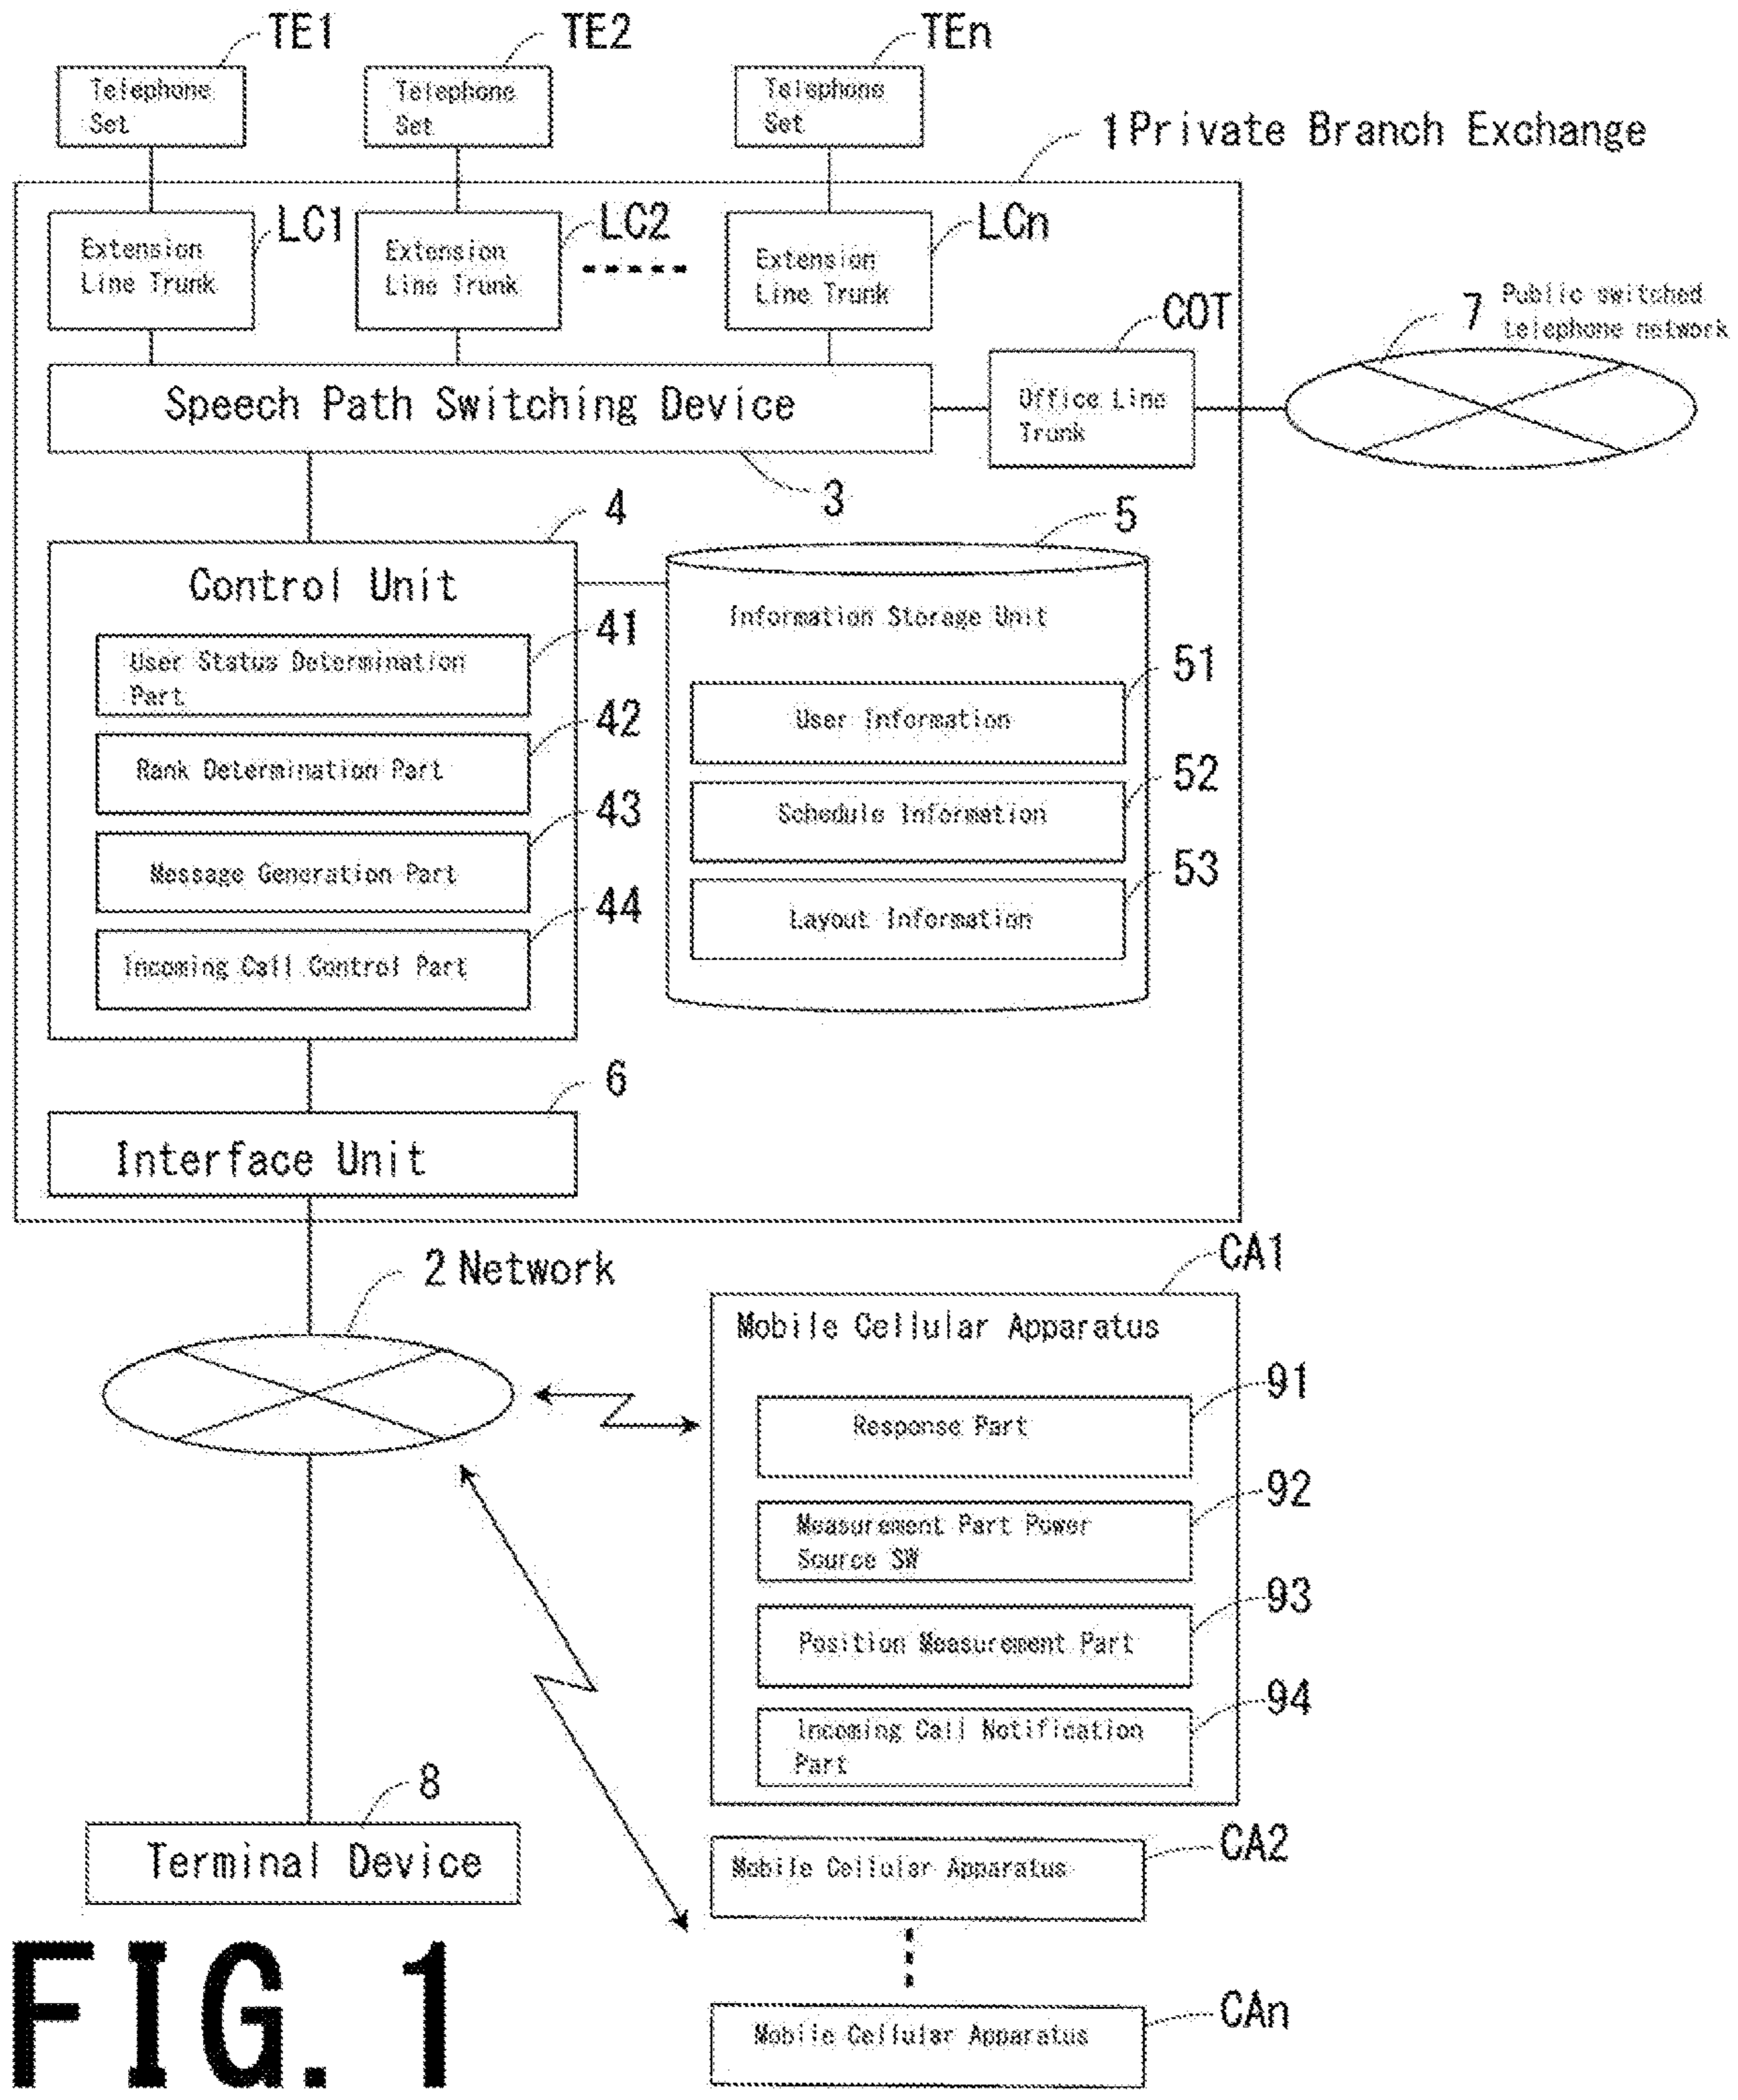 TE1
TE2
TEn
Telephone
Set
Telephone
Set
Telephone
Set
1 Private Branch Exchange
LC1
LC2
LCn
Extension
Line Trunk
Extension
Line Trunk
Extension
Line Trunk
COT
7
Public switched
telephone network
Speech Path Switching Device
Office Line
Trunk
3
4
5
Control Unit
Information Storage Unit
41
User Status Determination
Part
51
User Information
42
Rank Determination Part
52
Schedule Information
43
Message Generation Part
53
Layout Information
44
Incoming Call Control Part
6
Interface Unit
2 Network
CA1
Mobile Cellular Apparatus
91
Response Part
92
Measurement Part Power
Source SW
93
Position Measurement Part
94
Incoming Call Notification
Part
8
Terminal Device
CA2
Mobile Cellular Apparatus
CAn
Mobile Cellular Apparatus
FIG. 1